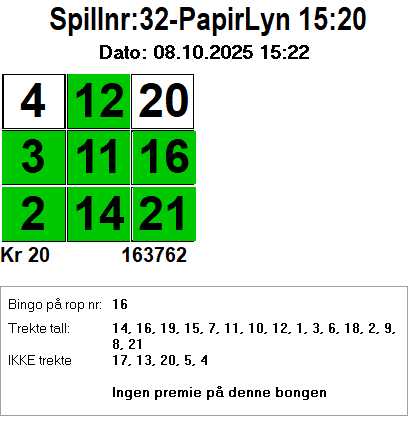 Spillnr:32-PapirLyn 15:20
Dato: 08.10.2025 15:22
4 12 20
3 11 16
2 14 21
Kr 20 163762
Bingo på rop nr: 16
Trekte tall: 14, 16, 19, 15, 7, 11, 10, 12, 1, 3, 6, 18, 2, 9,
8, 21
IKKE trekte 17, 13, 20, 5, 4
Ingen premie på denne bongen